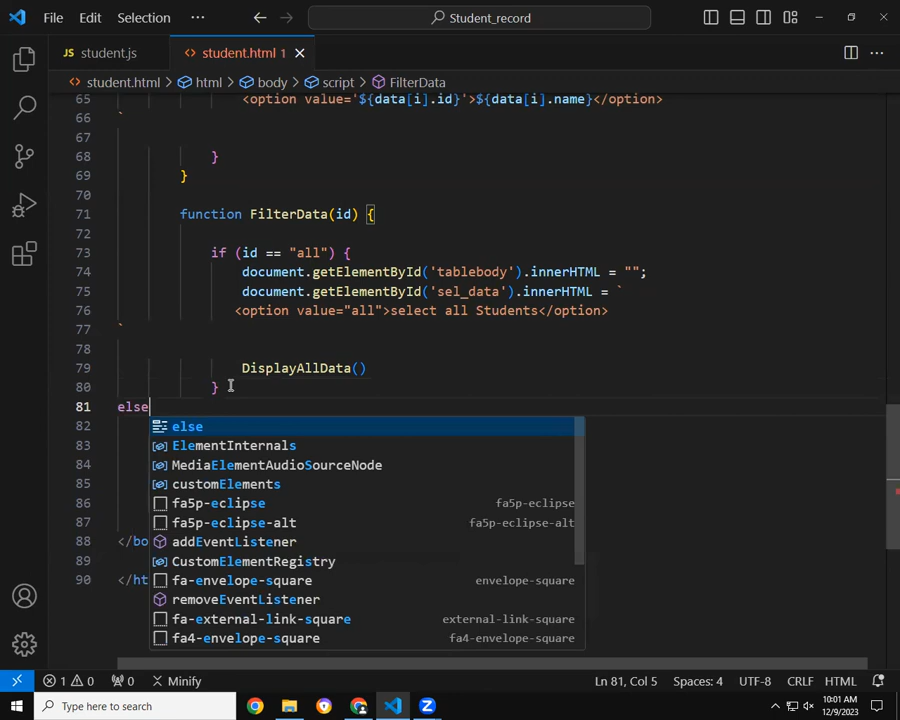 File Edit Selection ··· Student_record
JS student.js <> student.html 1
student.html > html > body > script > FilterData
65 <option value='${data[i].id}'>${data[i].name}</option>
66 `
67
68 }
69 }
70
71 function FilterData(id) {
72
73 if (id == "all") {
74 document.getElementById('tablebody').innerHTML = "";
75 document.getElementById('sel_data').innerHTML = `
76 <option value="all">select all Students</option>
77 `
78
79 DisplayAllData()
80 }
81 else
82 else
83 ElementInternals
MediaElementAudioSourceNode
84 customElements
85
86 fa5p-eclipse fa5p-eclipse
87 fa5p-eclipse-alt fa5p-eclipse-alt
88 </bo addEventListener
89 CustomElementRegistry
90 </ht fa-envelope-square envelope-square
removeEventListener
fa-external-link-square external-link-square
fa4-envelope-square fa4-envelope-square
1 0 0 Minify Ln 81, Col 5 Spaces: 4 UTF-8 CRLF HTML
Type here to search 10:01 AM
12/9/2023